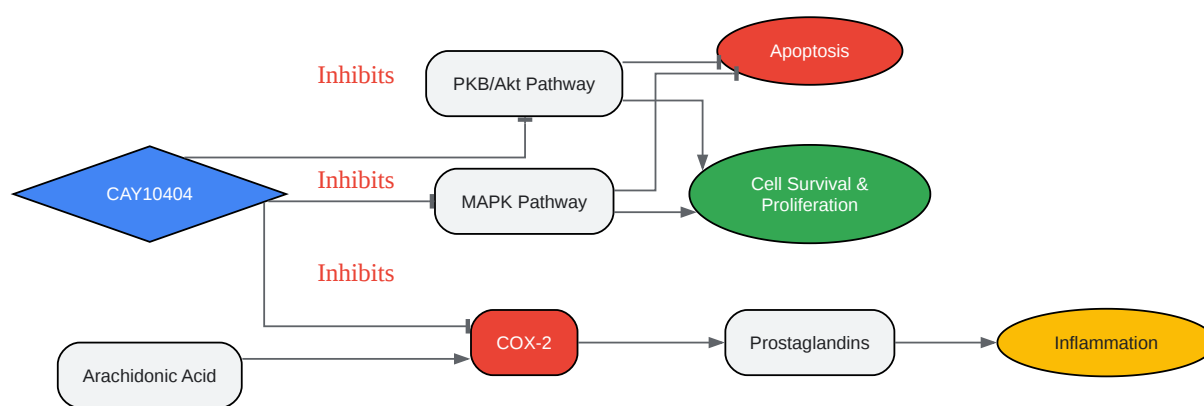 Apoptosis
Inhibits
PKB/Akt Pathway
Inhibits
CAY10404
MAPK Pathway
Cell Survival &
Proliferation
Inhibits
COX-2
Prostaglandins
Inflammation
Arachidonic Acid